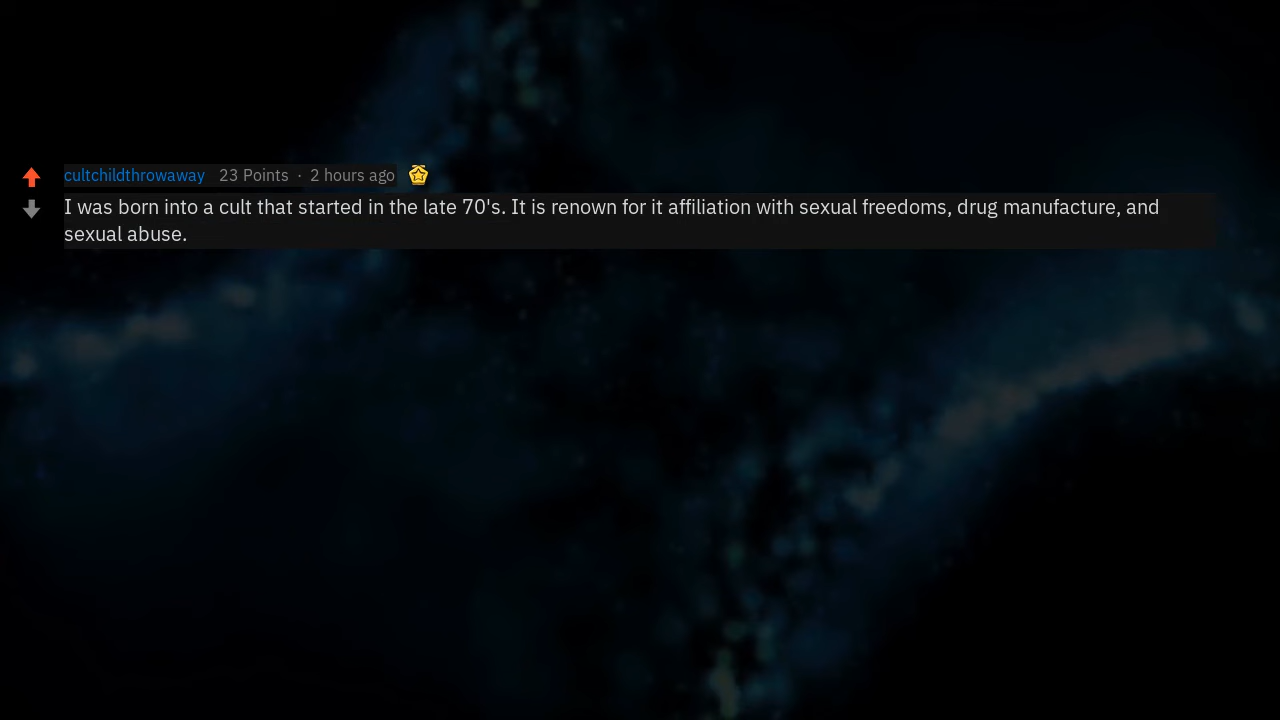 cultchildthrowaway 23 Points · 2 hours ago
I was born into a cult that started in the late 70's. It is renown for it affiliation with sexual freedoms, drug manufacture, and
sexual abuse.